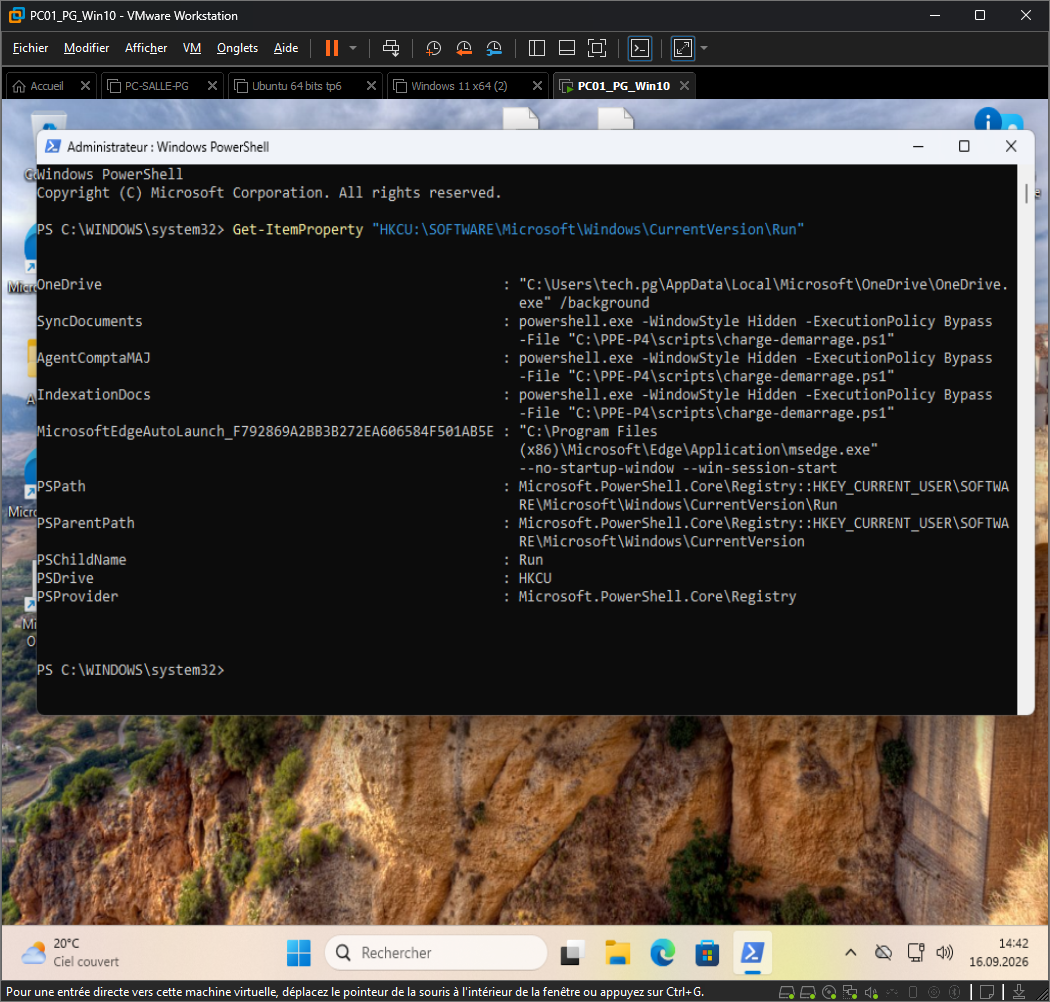 PC01_PG_Win10 - VMware Workstation
Fichier Modifier Afficher VM Onglets Aide
Accueil PC-SALLE-PG Ubuntu 64 bits tp6 Windows 11 x64 (2) PC01_PG_Win10
Administrateur : Windows PowerShell
Windows PowerShell
Copyright (C) Microsoft Corporation. All rights reserved.
PS C:\WINDOWS\system32> Get-ItemProperty "HKCU:\SOFTWARE\Microsoft\Windows\CurrentVersion\Run"
OneDrive : "C:\Users\tech.pg\AppData\Local\Microsoft\OneDrive\OneDrive.
exe" /background
SyncDocuments : powershell.exe -WindowStyle Hidden -ExecutionPolicy Bypass
-File "C:\PPE-P4\scripts\charge-demarrage.ps1"
AgentComptaMAJ : powershell.exe -WindowStyle Hidden -ExecutionPolicy Bypass
-File "C:\PPE-P4\scripts\charge-demarrage.ps1"
IndexationDocs : powershell.exe -WindowStyle Hidden -ExecutionPolicy Bypass
-File "C:\PPE-P4\scripts\charge-demarrage.ps1"
MicrosoftEdgeAutoLaunch_F792869A2BB3B272EA606584F501AB5E : "C:\Program Files
(x86)\Microsoft\Edge\Application\msedge.exe"
--no-startup-window --win-session-start
PSPath : Microsoft.PowerShell.Core\Registry::HKEY_CURRENT_USER\SOFTWA
RE\Microsoft\Windows\CurrentVersion\Run
PSParentPath : Microsoft.PowerShell.Core\Registry::HKEY_CURRENT_USER\SOFTWA
RE\Microsoft\Windows\CurrentVersion
PSChildName : Run
PSDrive : HKCU
PSProvider : Microsoft.PowerShell.Core\Registry
PS C:\WINDOWS\system32>
20°C
Ciel couvert
Rechercher
14:42
16.09.2026
Pour une entrée directe vers cette machine virtuelle, déplacez le pointeur de la souris à l'intérieur de la fenêtre ou appuyez sur Ctrl+G.